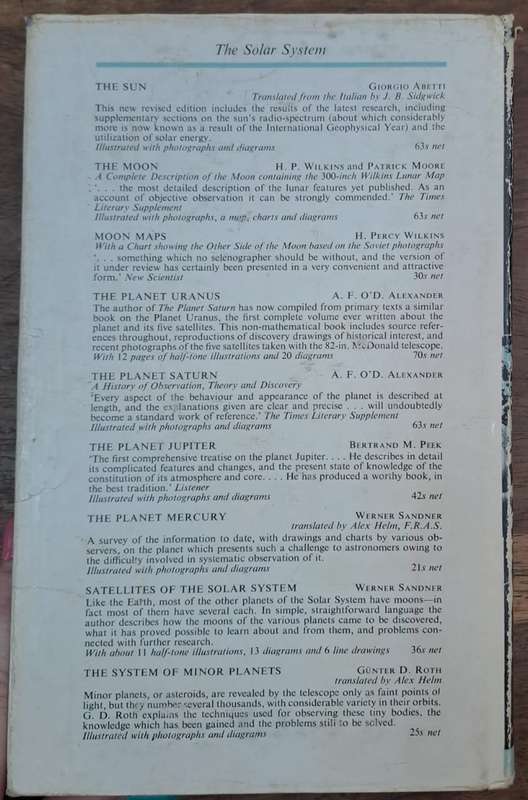 The Solar System
THE SUN GIORGIO ABETTI
Translated from the Italian by J. B. Sidgwick
This new revised edition includes the results of the latest research, including
supplementary sections on the sun's radio-spectrum (about which considerably
more is now known as a result of the International Geophysical Year) and the
utilization of solar energy.
Illustrated with photographs and diagrams 63s net
THE MOON H. P. WILKINS and PATRICK MOORE
A Complete Description of the Moon containing the 300-inch Wilkins Lunar Map
'. . . the most detailed description of the lunar features yet published. As an
account of objective observation it can be strongly commended.' The Times
Literary Supplement
Illustrated with photographs, a map, charts and diagrams 63s net
MOON MAPS H. PERCY WILKINS
With a Chart showing the Other Side of the Moon based on the Soviet photographs
'. . . something which no selenographer should be without, and the version of
it under review has certainly been presented in a very convenient and attractive
form.' New Scientist 30s net
THE PLANET URANUS A. F. O'D. ALEXANDER
The author of The Planet Saturn has now compiled from primary texts a similar
book on the Planet Uranus, the first complete volume ever written about the
planet and its five satellites. This non-mathematical book includes source refer-
ences throughout, reproductions of discovery drawings of historical interest, and
recent photographs of the five satellites taken with the 82-in. McDonald telescope.
With 12 pages of half-tone illustrations and 20 diagrams 70s net
THE PLANET SATURN A. F. O'D. ALEXANDER
A History of Observation, Theory and Discovery
'Every aspect of the behaviour and appearance of the planet is described at
length, and the explanations given are clear and precise . . . will undoubtedly
become a standard work of reference.' The Times Literary Supplement
Illustrated with photographs and diagrams 63s net
THE PLANET JUPITER BERTRAND M. PEEK
'The first comprehensive treatise on the planet Jupiter. . . . He describes in detail
its complicated features and changes, and the present state of knowledge of the
constitution of its atmosphere and core. . . . He has produced a worthy book, in
the best tradition.' Listener
Illustrated with photographs and diagrams 42s net
THE PLANET MERCURY WERNER SANDNER
translated by Alex Helm, F.R.A.S.
A survey of the information to date, with drawings and charts by various ob-
servers, on the planet which presents such a challenge to astronomers owing to
the difficulty involved in systematic observation of it.
Illustrated with photographs and diagrams 21s net
SATELLITES OF THE SOLAR SYSTEM WERNER SANDNER
Like the Earth, most of the other planets of the Solar System have moons—in
fact most of them have several each. In simple, straightforward language the
author describes how the moons of the various planets came to be discovered,
what it has proved possible to learn about and from them, and problems con-
nected with further research.
With about 11 half-tone illustrations, 13 diagrams and 6 line drawings 36s net
THE SYSTEM OF MINOR PLANETS GÜNTER D. ROTH
translated by Alex Helm
Minor planets, or asteroids, are revealed by the telescope only as faint points of
light, but they number several thousands, with considerable variety in their orbits.
G. D. Roth explains the techniques used for observing these tiny bodies, the
knowledge which has been gained and the problems still to be solved.
Illustrated with photographs and diagrams 25s net